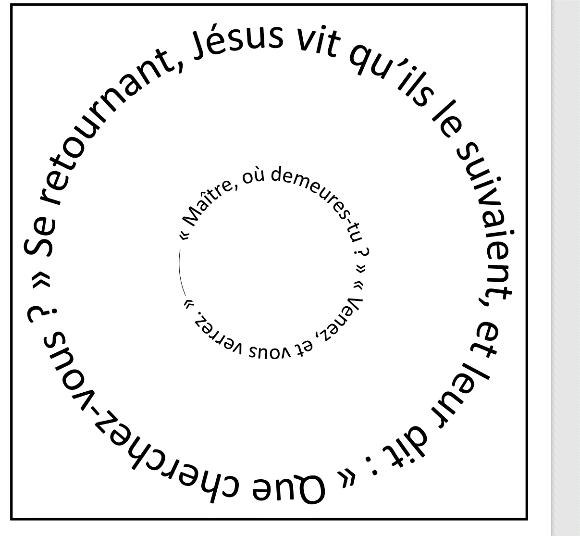 Se retournant, Jésus vit qu’ils le suivaient, et leur dit : « Que cherchez-vous ? »
« Maître, où demeures-tu ? » « Venez, et vous verrez. »